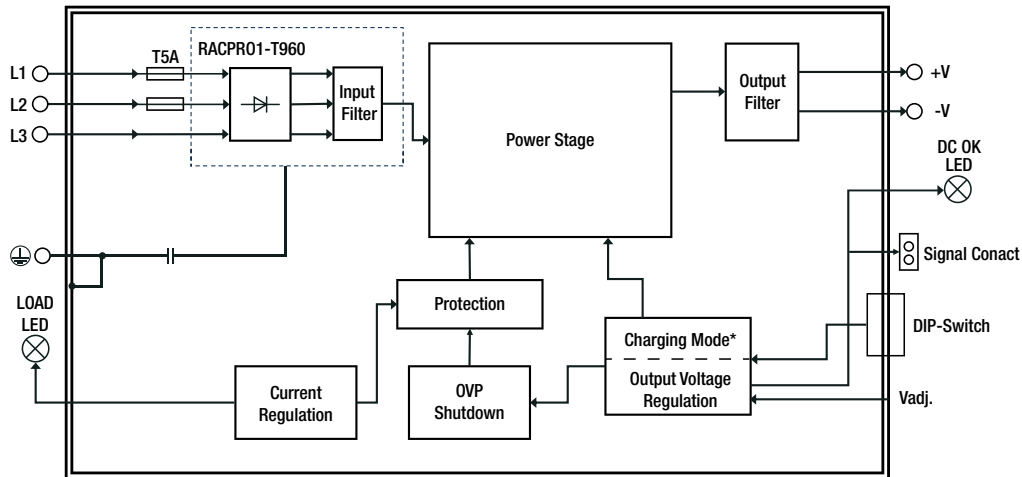 T5A
RACPRO1-T960
L1
L2
L3
Input
Filter
Power Stage
Output
Filter
+V
-V
DC OK
LED
Signal Conact
DIP-Switch
Vadj.
LOAD
LED
Protection
Current
Regulation
OVP
Shutdown
Charging Mode*
Output Voltage
Regulation